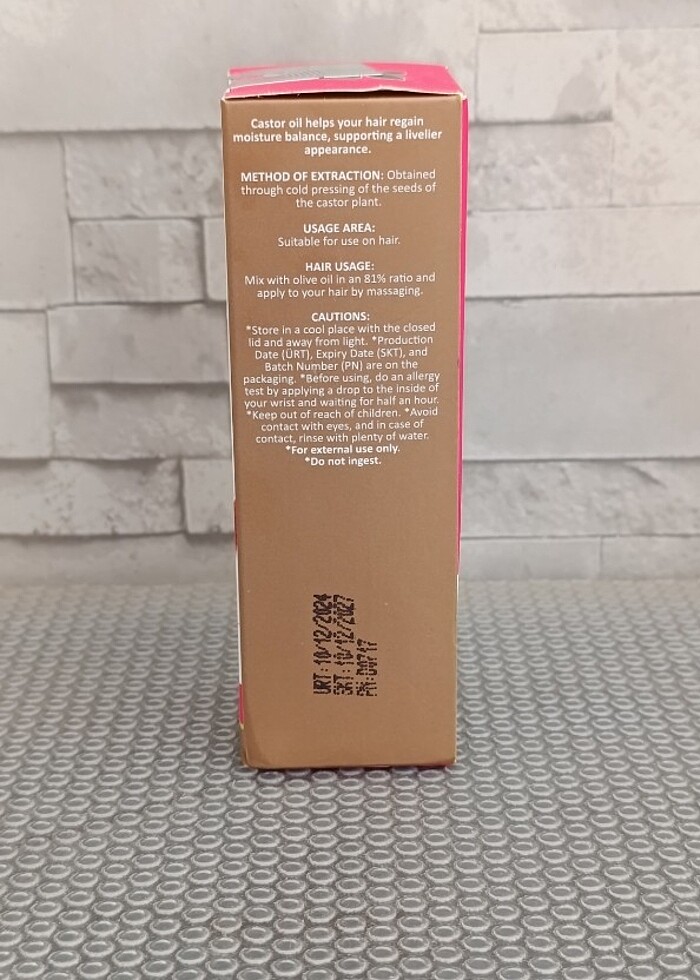 Castor oil helps your hair regain
moisture balance, supporting a livelier
appearance.
METHOD OF EXTRACTION: Obtained
through cold pressing of the seeds of
the castor plant.
USAGE AREA:
Suitable for use on hair.
HAIR USAGE:
Mix with olive oil in an 81% ratio and
apply to your hair by massaging.
CAUTIONS:
*Store in a cool place with the closed
lid and away from light. *Production
Date (ÜRT), Expiry Date (SKT), and
Batch Number (PN) are on the
packaging. *Before using, do an allergy
test by applying a drop to the inside of
your wrist and waiting for half an hour.
*Keep out of reach of children. *Avoid
contact with eyes, and in case of
contact, rinse with plenty of water.
*For external use only.
*Do not ingest.
URT:10/12/2024
SKT:10/12/2027
PN:D0717